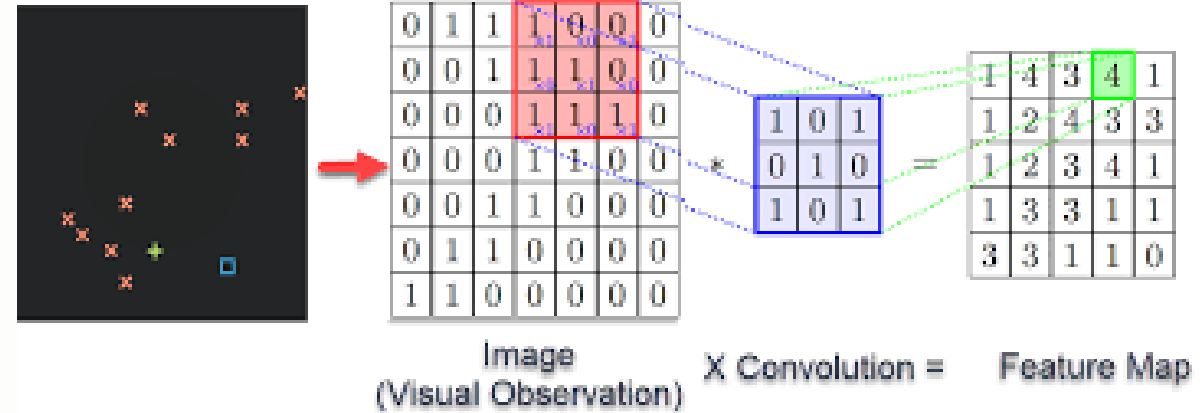 0 1 1 1 0 0 0
0 0 1 1 1 0 0
0 0 0 1 1 1 0
0 0 0 1 1 0 0
0 0 1 1 0 0 0
0 1 1 0 0 0 0
1 1 0 0 0 0 0
*
1 0 1
0 1 0
1 0 1
=
1 4 3 4 1
1 2 4 3 3
1 2 3 4 1
1 3 3 1 1
3 3 1 1 0
Image
(Visual Observation)
X Convolution =
Feature Map